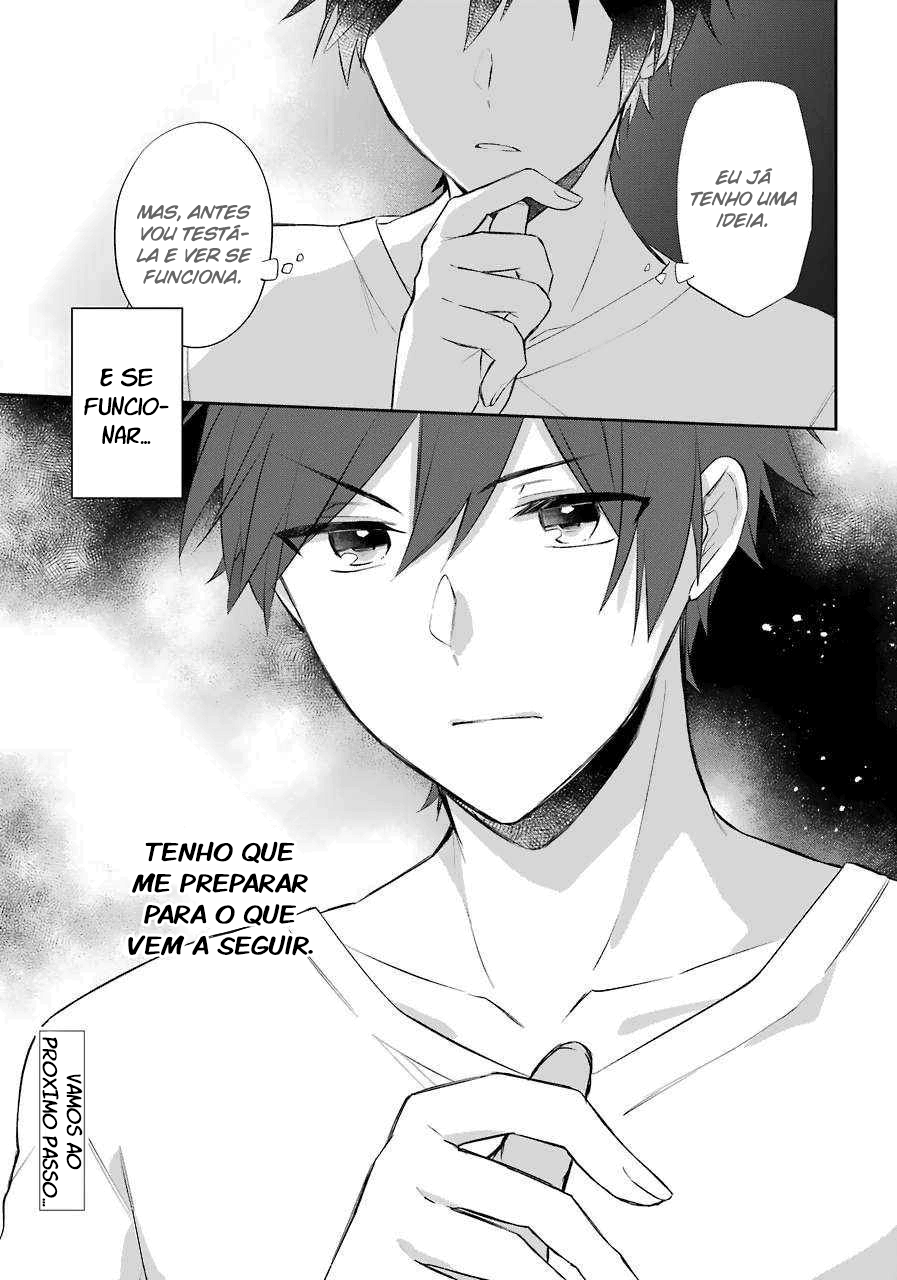 EU JÁ
TENHO UMA
IDEIA.
MAS, ANTES
VOU TESTÁ-
LA E VER SE
FUNCIONA.
E SE
FUNCIO-
NAR...
TENHO QUE
ME PREPARAR
PARA O QUE
VEM A SEGUIR.
VAMOS AO
PROXIMO PASSO...